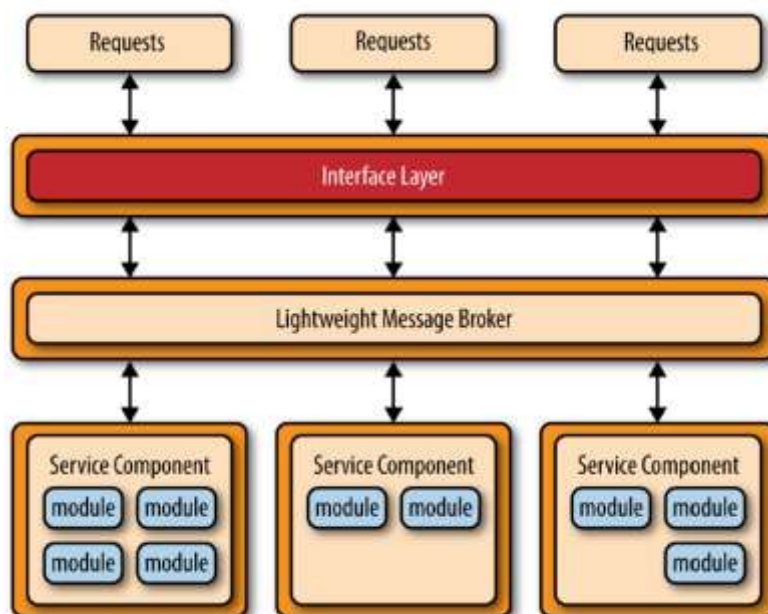 Requests
Requests
Requests
Interface Layer
Lightweight Message Broker
Service Component
module
module
module
module
Service Component
module
module
Service Component
module
module
module